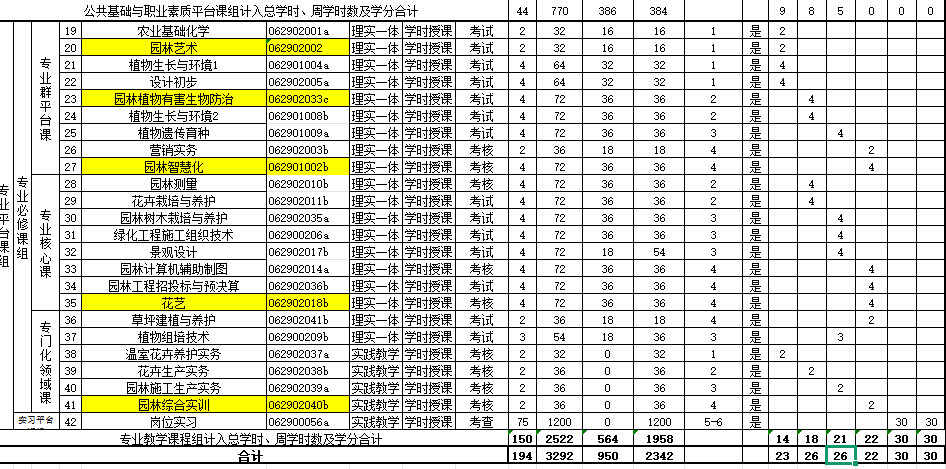 公共基础与职业素质平台课组计入总学时、周学时数及学分合计 44 770 386 384 9 8 5 0 0 0
专业平台课组
专业必修课组
专业群平台课
19 农业基础化学 062902001a 理实一体 学时授课 考试 2 32 16 16 1 是 2
20 园林艺术 062902002 理实一体 学时授课 考试 2 32 16 16 1 是 2
21 植物生长与环境1 062901004a 理实一体 学时授课 考试 4 64 32 32 1 是 4
22 设计初步 062902005a 理实一体 学时授课 考试 4 64 32 32 1 是 4
23 园林植物有害生物防治 062902033c 理实一体 学时授课 考试 4 72 36 36 2 是 4
24 植物生长与环境2 062901008b 理实一体 学时授课 考试 4 72 36 36 2 是 4
25 植物遗传育种 062901009a 理实一体 学时授课 考试 4 72 36 36 3 是 4
26 营销实务 062902003b 理实一体 学时授课 考核 2 36 18 18 4 是 2
27 园林智慧化 062901002b 理实一体 学时授课 考核 4 72 36 36 4 是 4
专业核心课
28 园林测量 062902010b 理实一体 学时授课 考核 4 72 36 36 2 是 4
29 花卉栽培与养护 062902011b 理实一体 学时授课 考试 4 72 36 36 2 是 4
30 园林树木栽培与养护 062902035a 理实一体 学时授课 考试 4 72 36 36 3 是 4
31 绿化工程施工组织技术 062900206a 理实一体 学时授课 考试 4 72 36 36 3 是 4
32 景观设计 062902017b 理实一体 学时授课 考试 4 72 18 54 3 是 4
33 园林计算机辅助制图 062902014a 理实一体 学时授课 考核 4 72 36 36 4 是 4
34 园林工程招投标与预决算 062902036b 理实一体 学时授课 考试 4 72 36 36 4 是 4
35 花艺 062902018b 理实一体 学时授课 考核 4 72 36 36 4 是 4
专门化领域课
36 草坪建植与养护 062902041b 理实一体 学时授课 考试 2 36 18 18 4 是 2
37 植物组培技术 062900209b 理实一体 学时授课 考试 3 54 18 36 3 是 3
38 温室花卉养护实务 062902037a 实践教学 学时授课 考核 2 32 0 32 1 是 2
39 花卉生产实务 062902038b 实践教学 学时授课 考核 2 36 0 36 2 是 2
40 园林施工生产实务 062902039a 实践教学 学时授课 考试 2 36 0 36 3 是 2
41 园林综合实训 062902040b 实践教学 学时授课 考核 2 36 0 36 4 是 2
实习平台
42 岗位实习 062900056a 实践教学 学时授课 考查 75 1200 0 1200 5-6 是 30 30
专业教学课程组计入总学时、周学时数及学分合计 150 2522 564 1958 14 18 21 22 30 30
合计 194 3292 950 2342 23 26 26 22 30 30